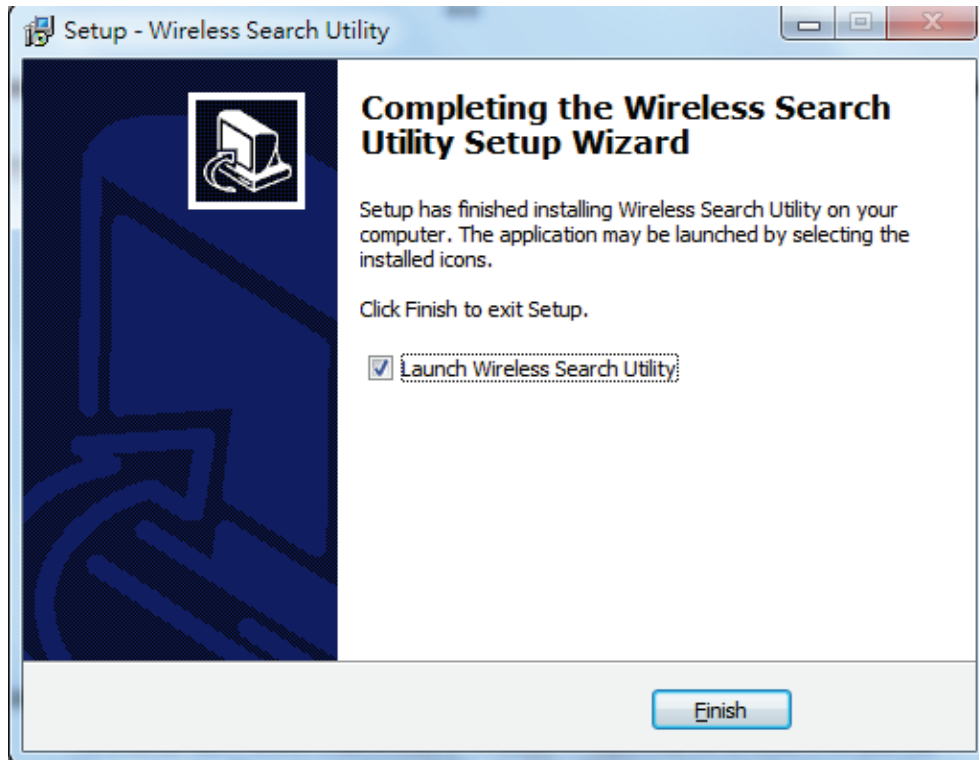 Setup - Wireless Search Utility
Completing the Wireless Search
Utility Setup Wizard
Setup has finished installing Wireless Search Utility on your
computer. The application may be launched by selecting the
installed icons.
Click Finish to exit Setup.
Launch Wireless Search Utility
Finish